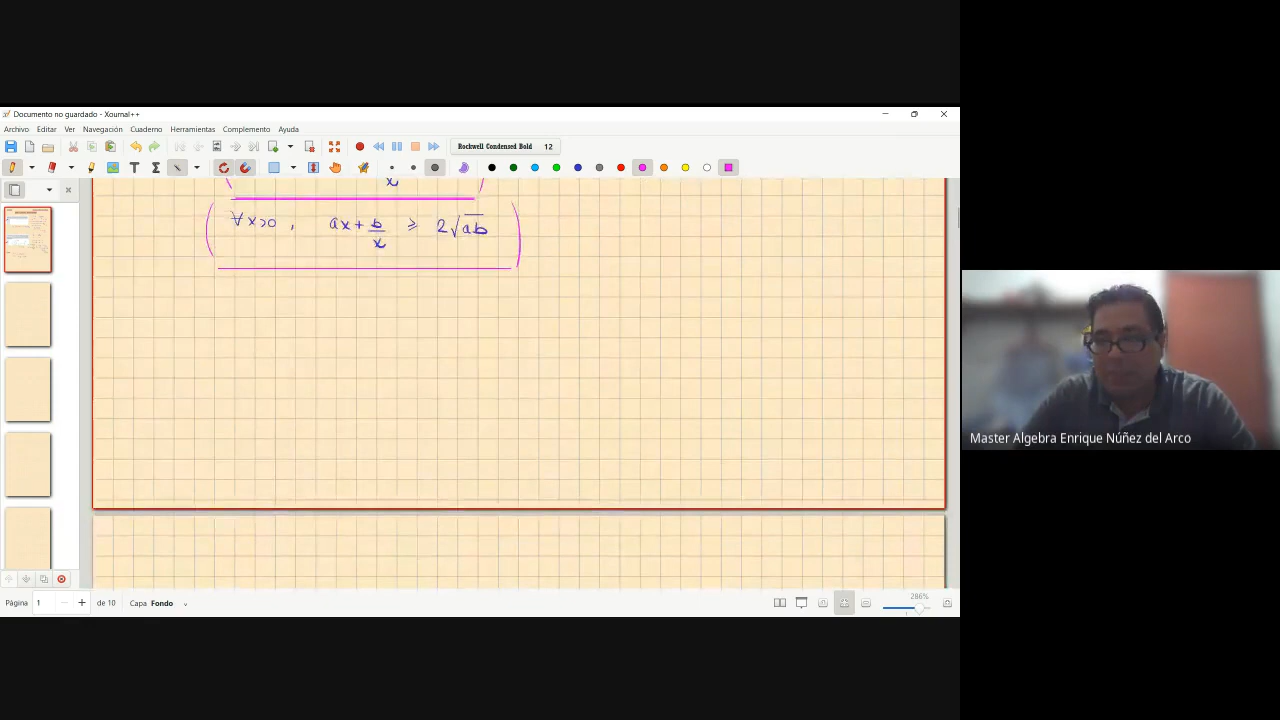 Documento no guardado - Xournal++
Archivo Editar Ver Navegación Cuaderno Herramientas Complemento Ayuda
Rockwell Condensed Bold 12
x
∀x>0 , ax + b/x ≥ 2√ab
Master Algebra Enrique Núñez del Arco
286%
Página 1 de 10 Capa Fondo